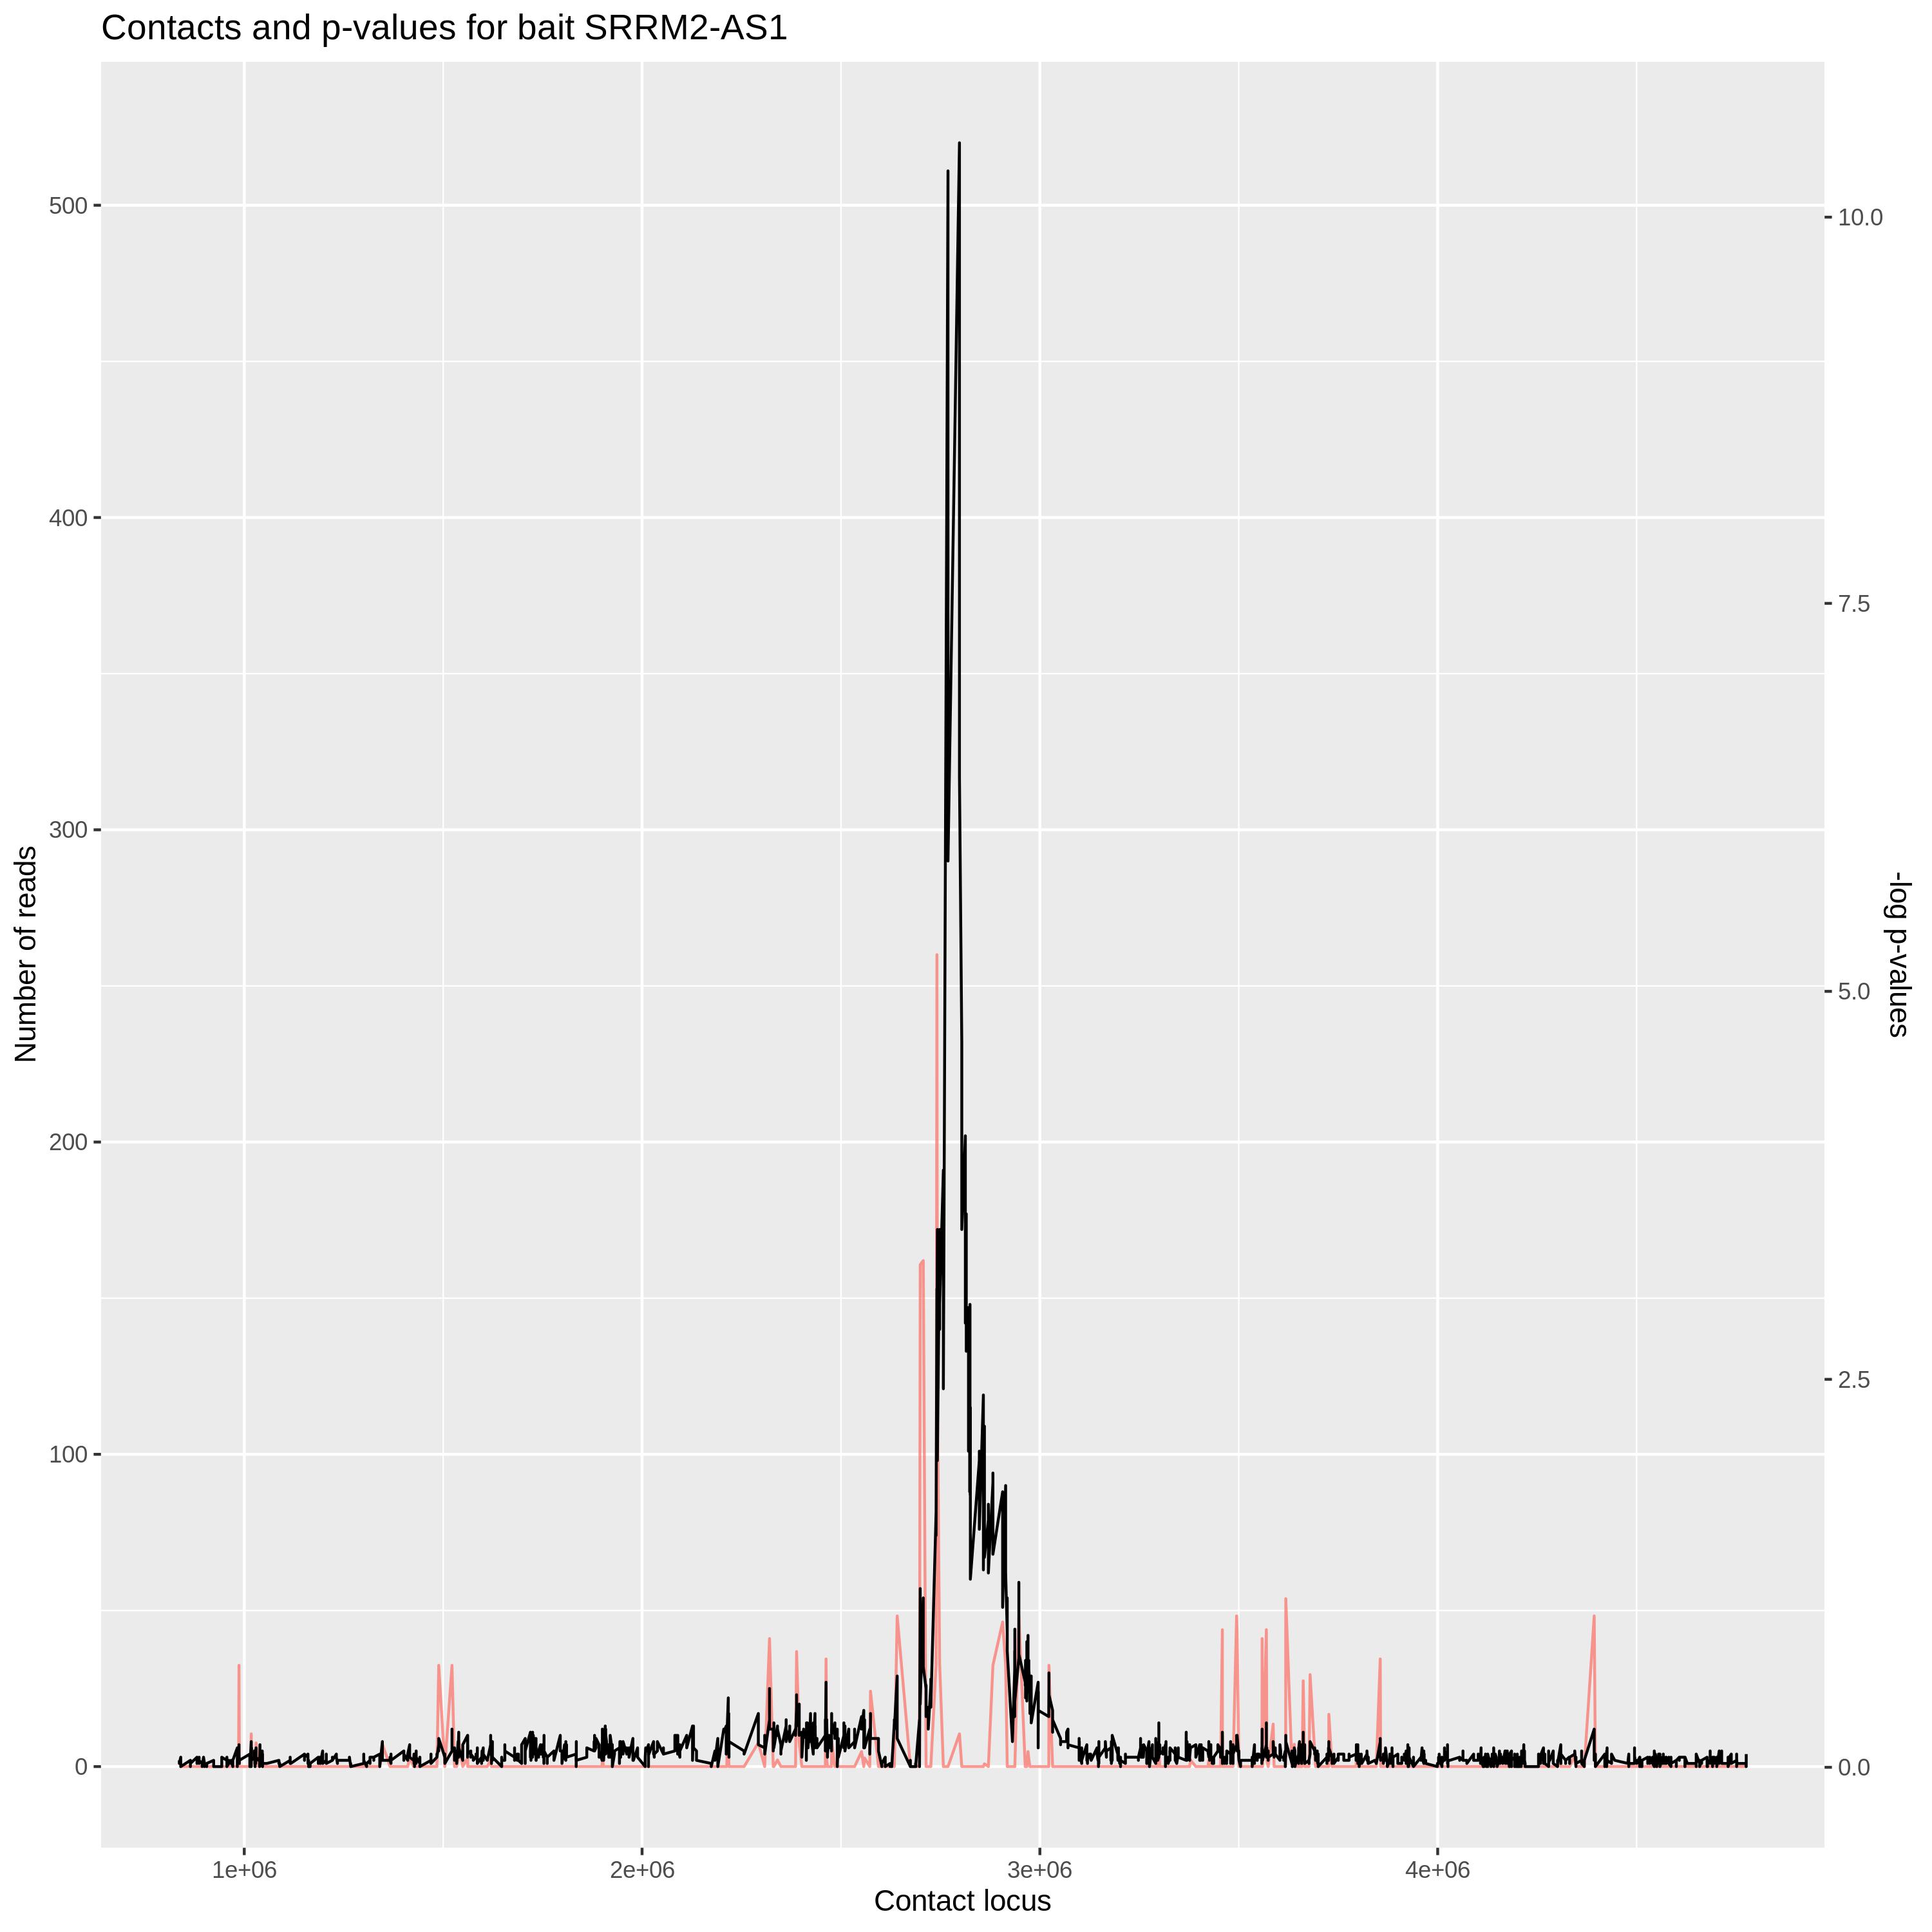 Contacts and p-values for bait SRRM2-AS1
500
400
300
200
100
0
Number of reads
10.0
7.5
5.0
2.5
0.0
-log p-values
1e+06 2e+06 3e+06 4e+06
Contact locus